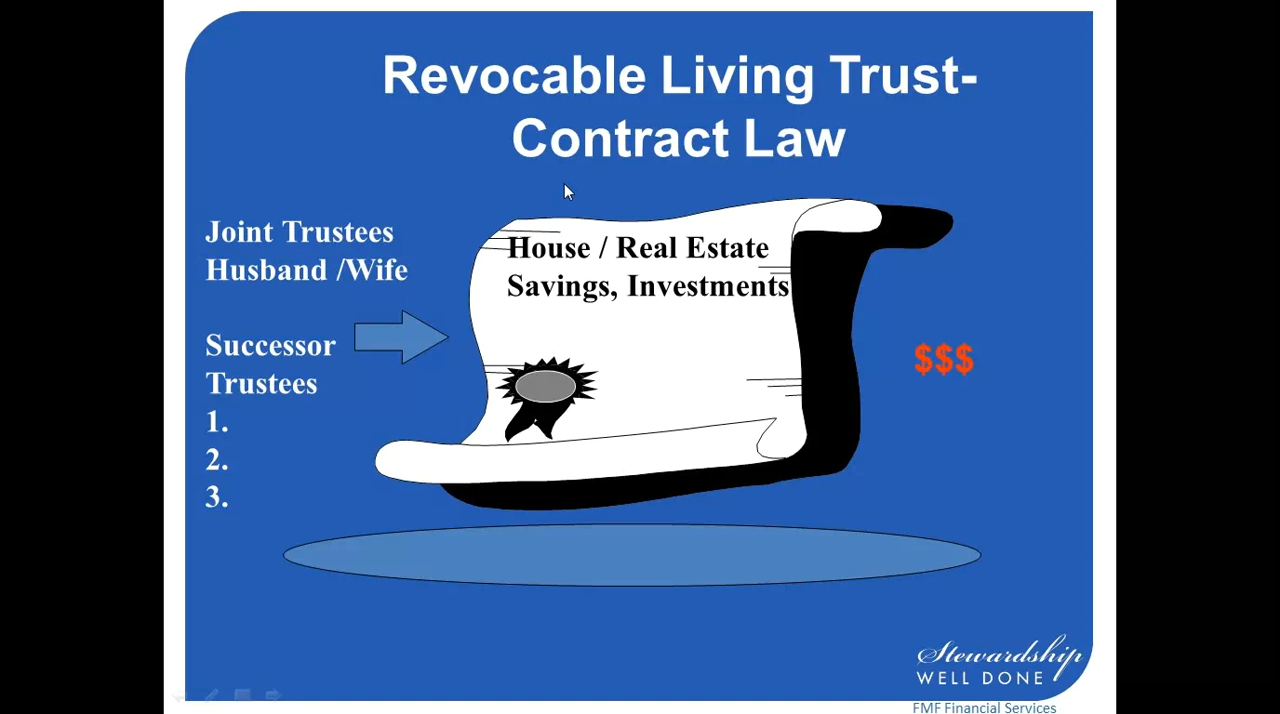 Revocable Living Trust-
Contract Law
Joint Trustees
Husband /Wife
House / Real Estate
Savings, Investments
Successor
Trustees
1.
2.
3.
$$$
Stewardship
WELL DONE
FMF Financial Services